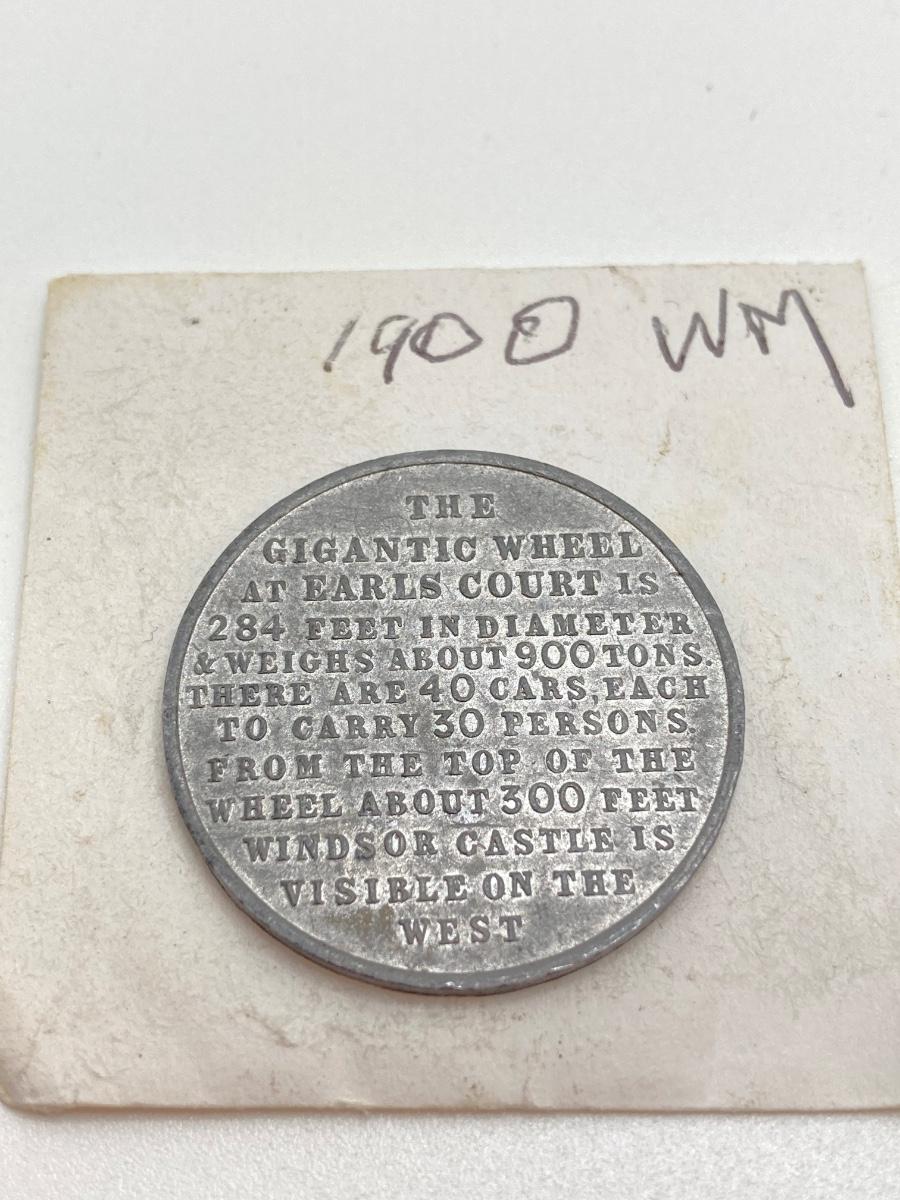 1900 WM
THE
GIGANTIC WHEEL
AT EARLS COURT IS
284 FEET IN DIAMETER
& WEIGHS ABOUT 900 TONS.
THERE ARE 40 CARS, EACH
TO CARRY 30 PERSONS.
FROM THE TOP OF THE
WHEEL ABOUT 300 FEET
WINDSOR CASTLE IS
VISIBLE ON THE
WEST